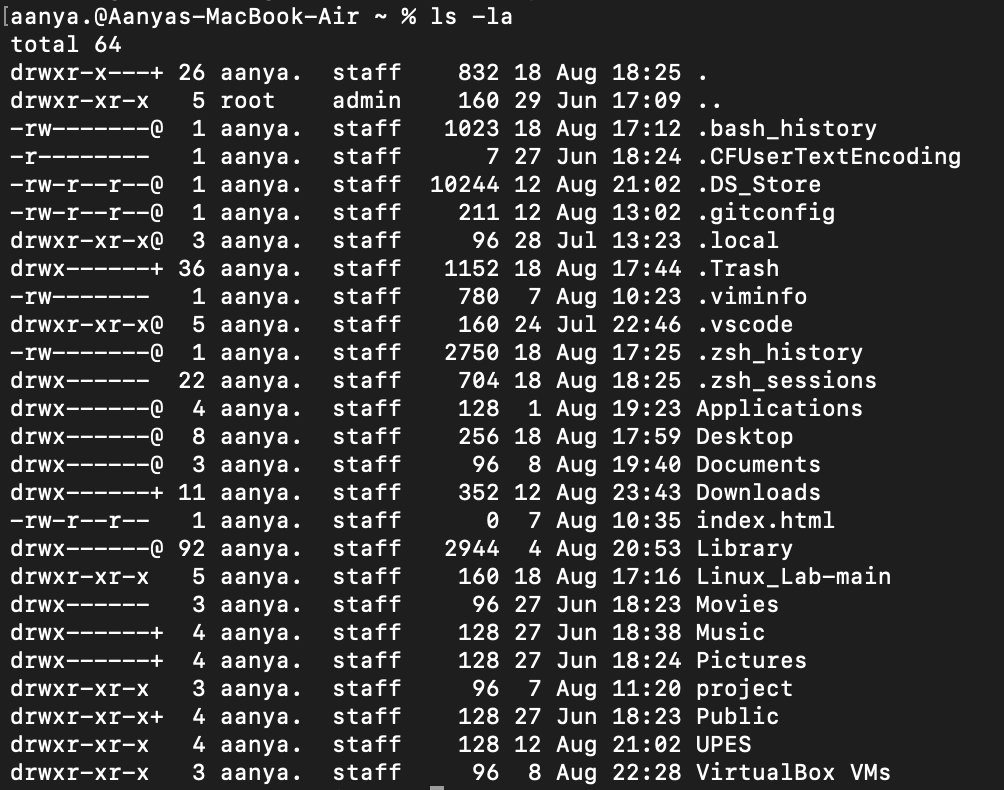 [aanya.@Aanyas-MacBook-Air ~ % ls -la
total 64
drwxr-x---+ 26 aanya.  staff    832 18 Aug 18:25 .
drwxr-xr-x   5 root    admin    160 29 Jun 17:09 ..
-rw-------@  1 aanya.  staff   1023 18 Aug 17:12 .bash_history
-r--------   1 aanya.  staff      7 27 Jun 18:24 .CFUserTextEncoding
-rw-r--r--@  1 aanya.  staff  10244 12 Aug 21:02 .DS_Store
-rw-r--r--@  1 aanya.  staff    211 12 Aug 13:02 .gitconfig
drwxr-xr-x@  3 aanya.  staff     96 28 Jul 13:23 .local
drwx------+ 36 aanya.  staff   1152 18 Aug 17:44 .Trash
-rw-------   1 aanya.  staff    780  7 Aug 10:23 .viminfo
drwxr-xr-x@  5 aanya.  staff    160 24 Jul 22:46 .vscode
-rw-------@  1 aanya.  staff   2750 18 Aug 17:25 .zsh_history
drwx------  22 aanya.  staff    704 18 Aug 18:25 .zsh_sessions
drwx------@  4 aanya.  staff    128  1 Aug 19:23 Applications
drwx------@  8 aanya.  staff    256 18 Aug 17:59 Desktop
drwx------@  3 aanya.  staff     96  8 Aug 19:40 Documents
drwx------+ 11 aanya.  staff    352 12 Aug 23:43 Downloads
-rw-r--r--   1 aanya.  staff      0  7 Aug 10:35 index.html
drwx------@ 92 aanya.  staff   2944  4 Aug 20:53 Library
drwxr-xr-x   5 aanya.  staff    160 18 Aug 17:16 Linux_Lab-main
drwx------   3 aanya.  staff     96 27 Jun 18:23 Movies
drwx------+  4 aanya.  staff    128 27 Jun 18:38 Music
drwx------+  4 aanya.  staff    128 27 Jun 18:24 Pictures
drwxr-xr-x   3 aanya.  staff     96  7 Aug 11:20 project
drwxr-xr-x+  4 aanya.  staff    128 27 Jun 18:23 Public
drwxr-xr-x   4 aanya.  staff    128 12 Aug 21:02 UPES
drwxr-xr-x   3 aanya.  staff     96  8 Aug 22:28 VirtualBox VMs